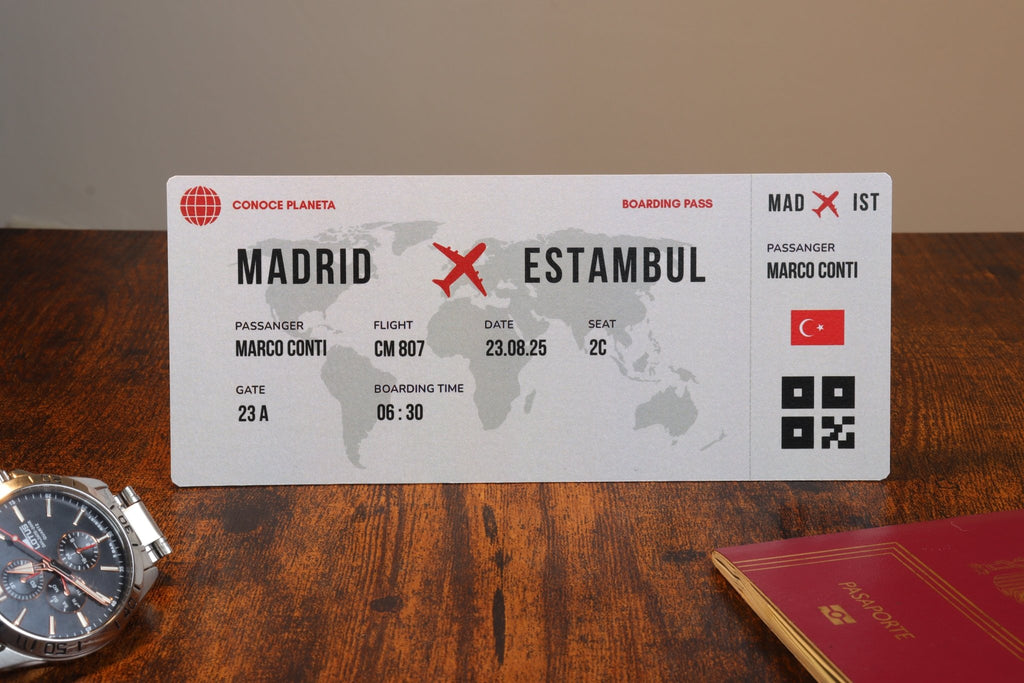 CONOCE PLANETA
BOARDING PASS
MADRID ESTAMBUL
PASSANGER FLIGHT DATE SEAT
MARCO CONTI CM 807 23.08.25 2C
GATE BOARDING TIME
23 A 06 : 30
MAD IST
PASSANGER
MARCO CONTI
LOTUS
PASAPORTE